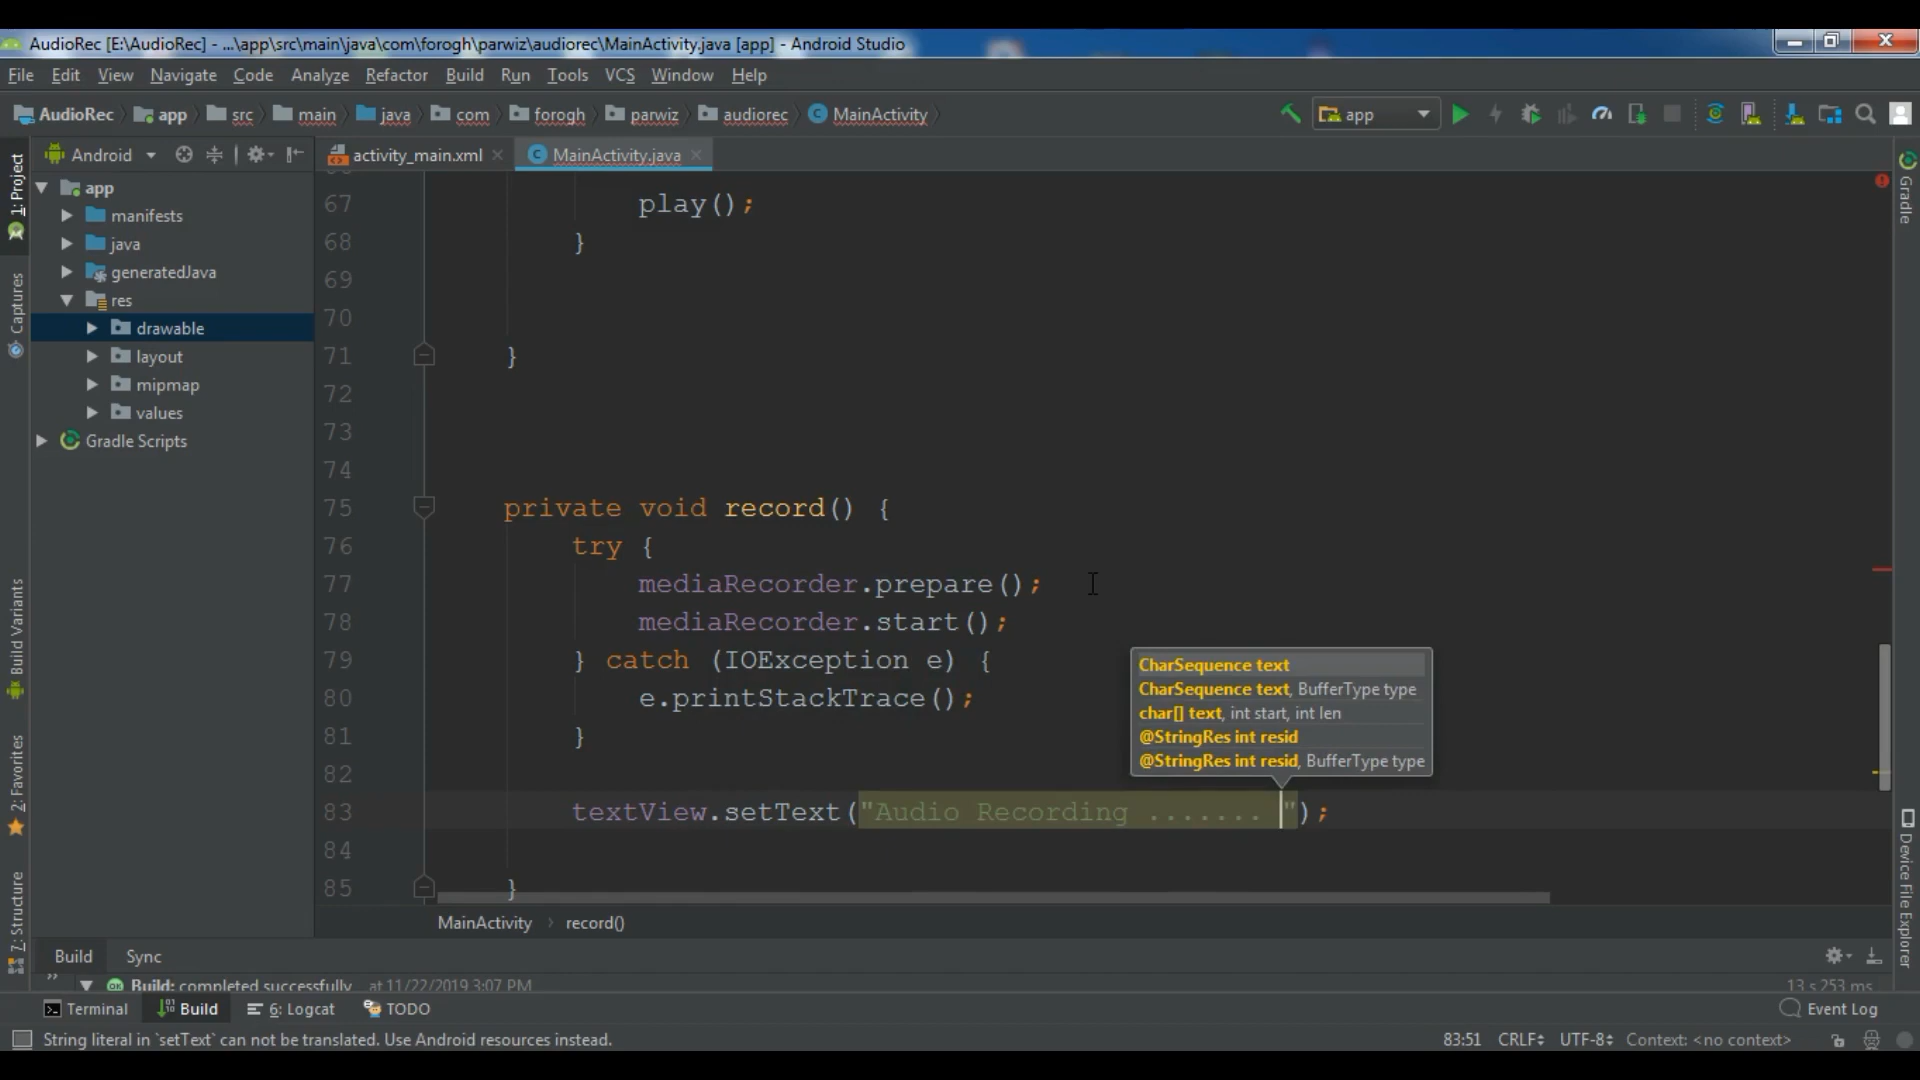 AudioRec [E:\AudioRec] - ...\app\src\main\java\com\forogh\parwiz\audiorec\MainActivity.java [app] - Android Studio
File Edit View Navigate Code Analyze Refactor Build Run Tools VCS Window Help
AudioRec app src main java com forogh parwiz audiorec MainActivity app
Android activity_main.xml MainActivity.java
1: Project
Captures
Build Variants
2: Favorites
7: Structure
app
manifests
java
generatedJava
res
drawable
layout
mipmap
values
Gradle Scripts
67 play();
68 }
69
70
71 }
72
73
74
75 private void record() {
76 try {
77 mediaRecorder.prepare();
78 mediaRecorder.start();
79 } catch (IOException e) {
80 e.printStackTrace();
81 }
82
83 textView.setText("Audio Recording ....... ");
84
85 }
CharSequence text
CharSequence text, BufferType type
char[] text, int start, int len
@StringRes int resid
@StringRes int resid, BufferType type
Gradle
Device File Explorer
MainActivity record()
Build Sync
Build: completed successfully at 11/22/2019 3:07 PM 13 s 253 ms
Terminal Build 6: Logcat TODO Event Log
String literal in `setText` can not be translated. Use Android resources instead. 83:51 CRLF UTF-8 Context: <no context>